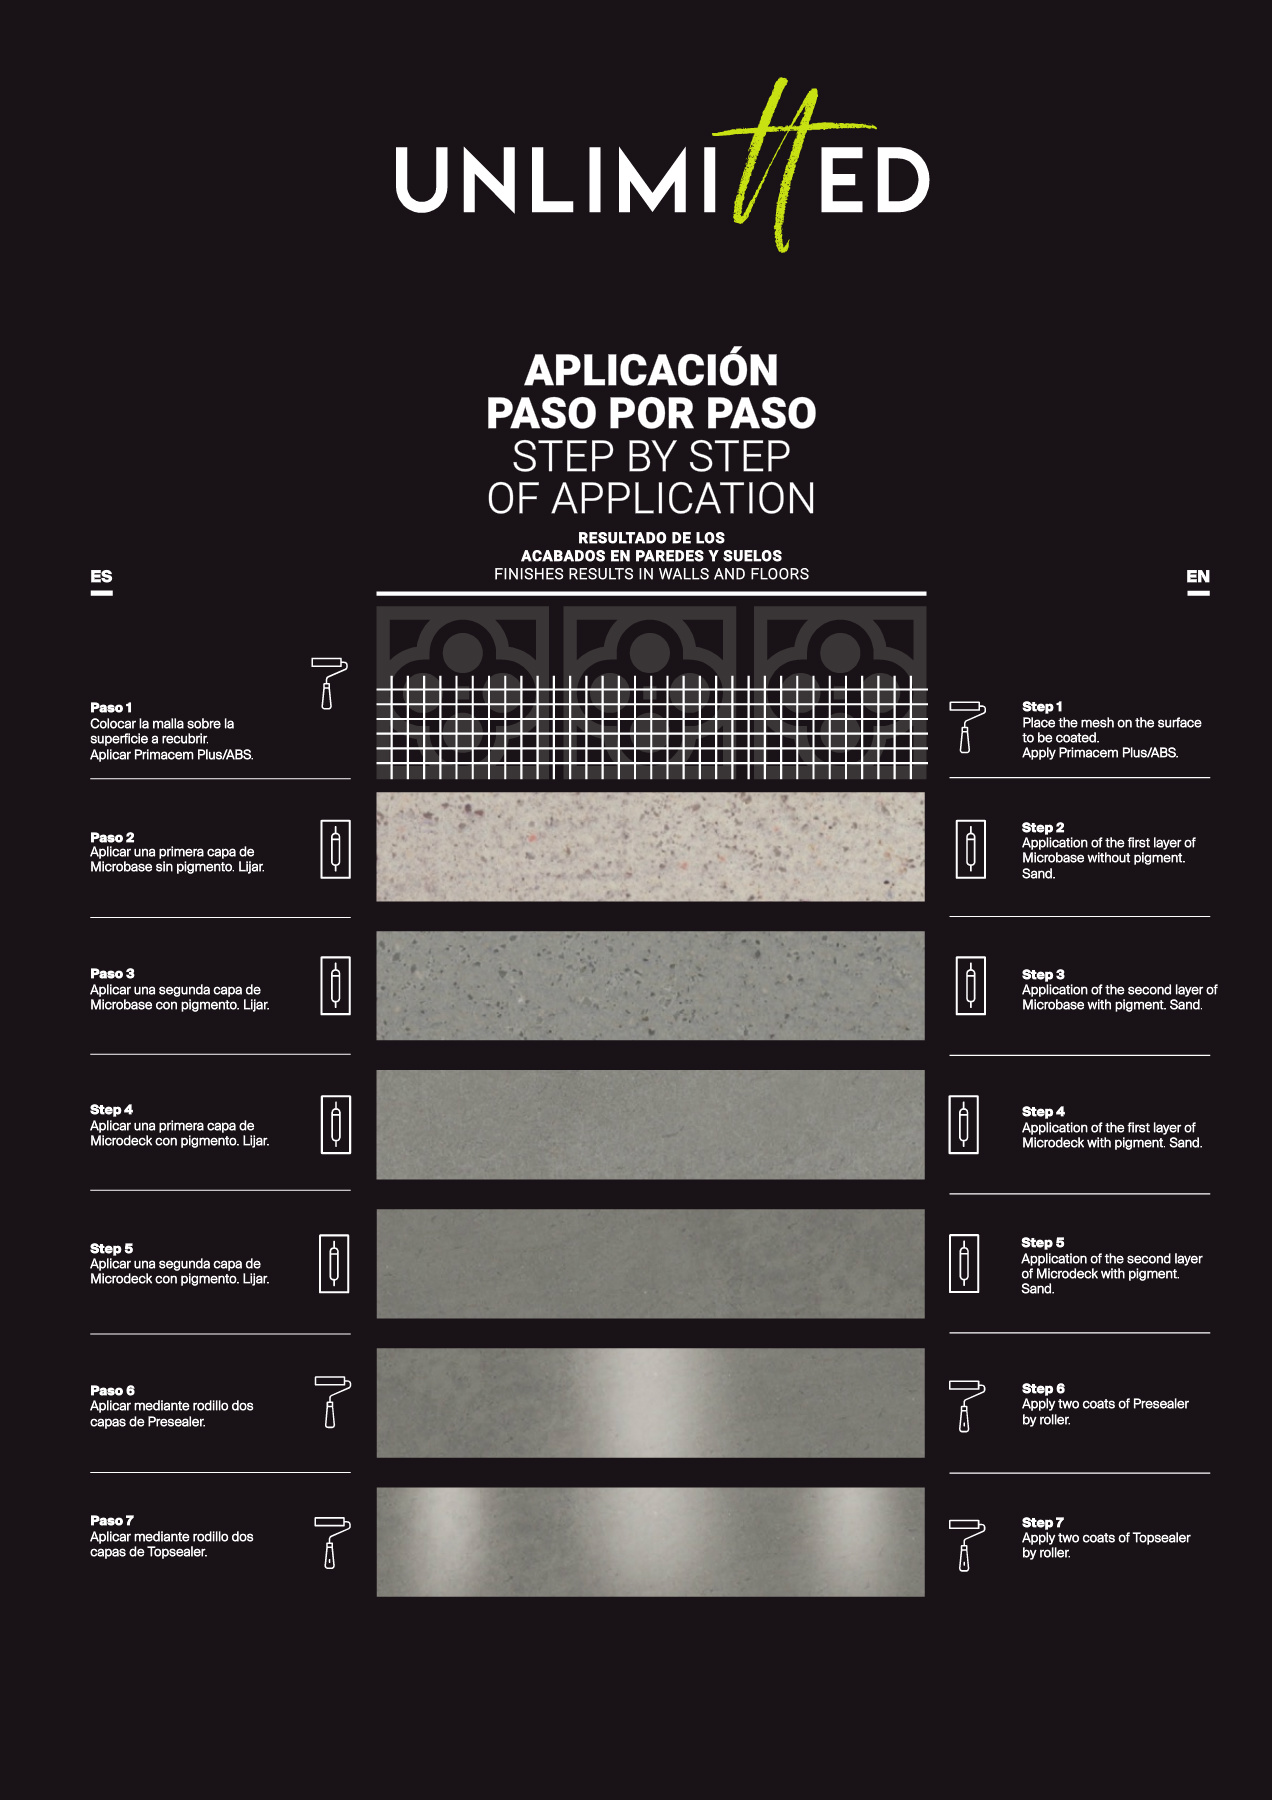 UNLIMITTED
APLICACIÓN
PASO POR PASO
STEP BY STEP
OF APPLICATION
RESULTADO DE LOS
ACABADOS EN PAREDES Y SUELOS
FINISHES RESULTS IN WALLS AND FLOORS
ES
Paso 1
Colocar la malla sobre la
superficie a recubrir.
Aplicar Primacem Plus/ABS.
Paso 2
Aplicar una primera capa de
Microbase sin pigmento. Lijar.
Paso 3
Aplicar una segunda capa de
Microbase con pigmento. Lijar.
Step 4
Aplicar una primera capa de
Microdeck con pigmento. Lijar.
Step 5
Aplicar una segunda capa de
Microdeck con pigmento. Lijar.
Paso 6
Aplicar mediante rodillo dos
capas de Presealer.
Paso 7
Aplicar mediante rodillo dos
capas de Topsealer.
EN
Step 1
Place the mesh on the surface
to be coated.
Apply Primacem Plus/ABS.
Step 2
Application of the first layer of
Microbase without pigment.
Sand.
Step 3
Application of the second layer of
Microbase with pigment. Sand.
Step 4
Application of the first layer of
Microdeck with pigment. Sand.
Step 5
Application of the second layer
of Microdeck with pigment.
Sand.
Step 6
Apply two coats of Presealer
by roller.
Step 7
Apply two coats of Topsealer
by roller.